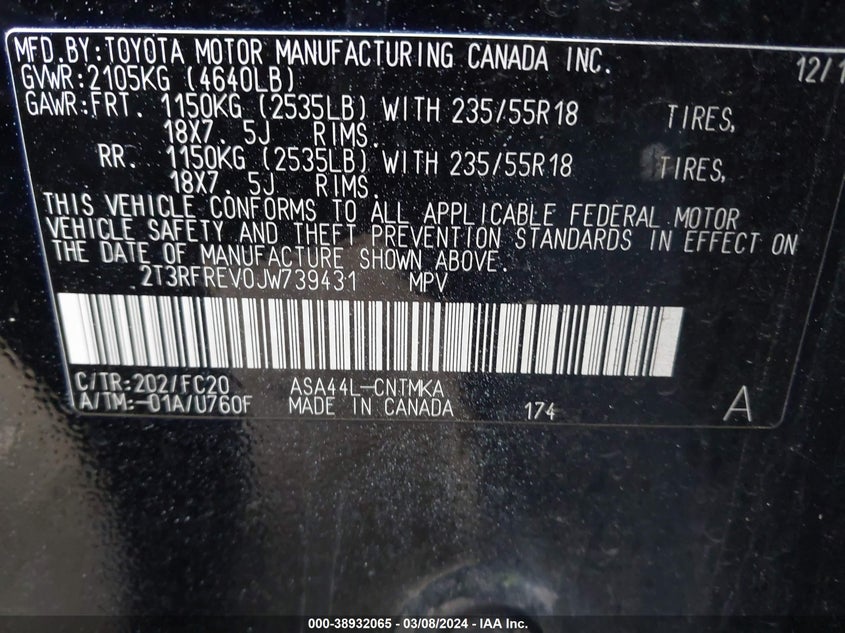 MFD.BY:TOYOTA MOTOR MANUFACTURING CANADA INC. 12/1
GVWR:2105KG (4640LB)
GAWR:FRT. 1150KG (2535LB) WITH 235/55R18 TIRES,
18X7. 5J RIMS.
RR. 1150KG (2535LB) WITH 235/55R18 TIRES,
18X7. 5J RIMS.
THIS VEHICLE CONFORMS TO ALL APPLICABLE FEDERAL MOTOR
VEHICLE SAFETY AND THEFT PREVENTION STANDARDS IN EFFECT ON
THE DATE OF MANUFACTURE SHOWN ABOVE.
2T3RFREV0JW739431 MPV
C/TR:202/FC20 ASA44L-CNTMKA
A/TM:-01A/U760F MADE IN CANADA 174 A
000-38932065 - 03/08/2024 - IAA Inc.